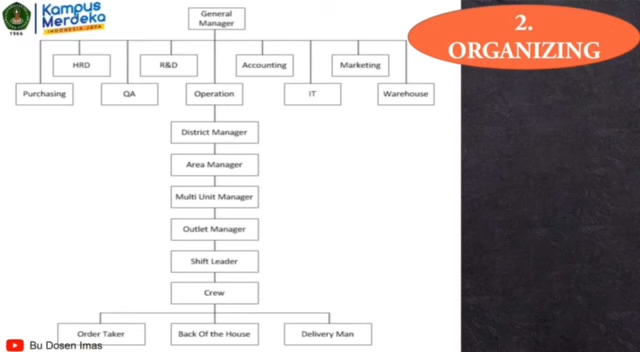 1966
Kampus
Merdeka
INDONESIA JAYA
General
Manager
2.
ORGANIZING
HRD
R&D
Accounting
Marketing
Purchasing
QA
Operation
IT
Warehouse
District Manager
Area Manager
Multi Unit Manager
Outlet Manager
Shift Leader
Crew
Order Taker
Back Of the House
Delivery Man
Bu Dosen Imas